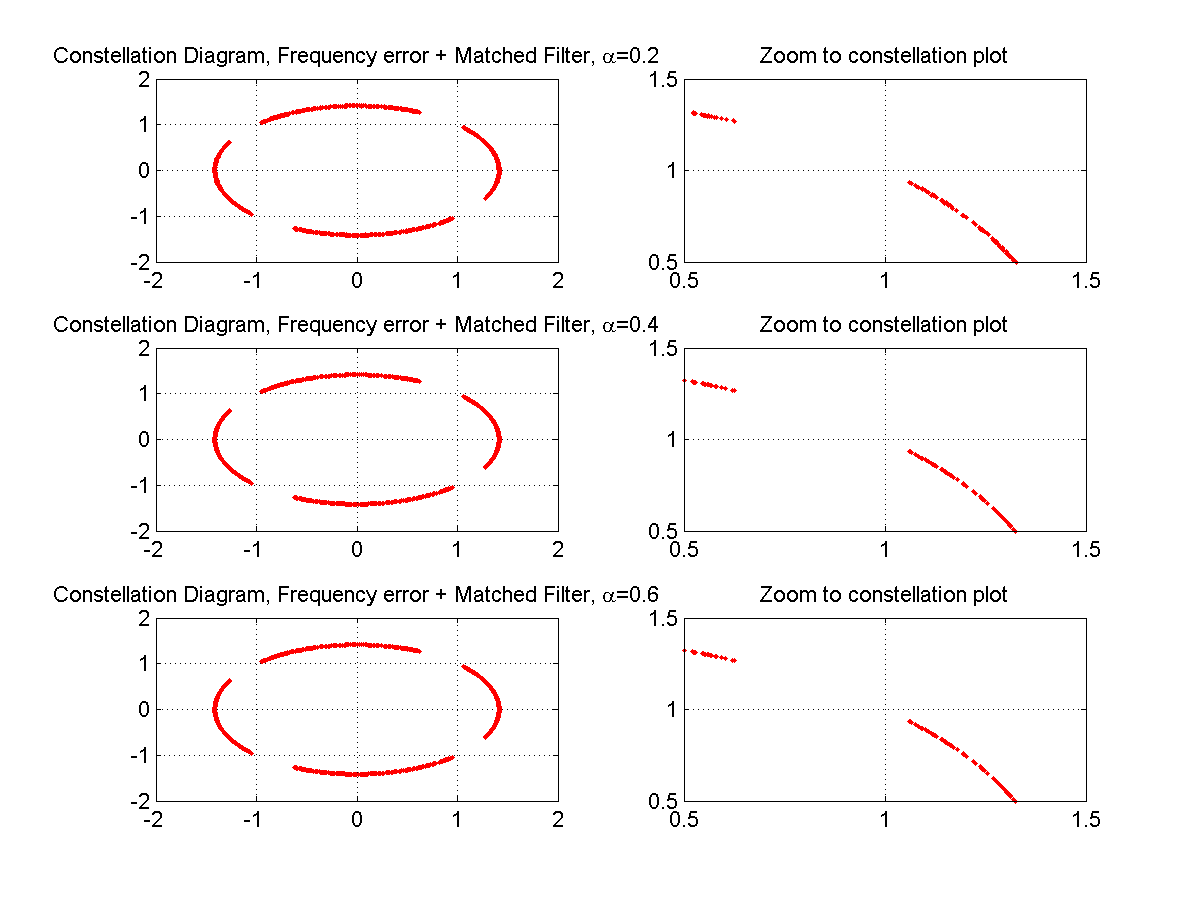 Constellation Diagram, Frequency error + Matched Filter, α=0.2
2
1
0
-1
-2
-2 -1 0 1 2
Zoom to constellation plot
1.5
1
0.5
0.5 1 1.5
Constellation Diagram, Frequency error + Matched Filter, α=0.4
2
1
0
-1
-2
-2 -1 0 1 2
Zoom to constellation plot
1.5
1
0.5
0.5 1 1.5
Constellation Diagram, Frequency error + Matched Filter, α=0.6
2
1
0
-1
-2
-2 -1 0 1 2
Zoom to constellation plot
1.5
1
0.5
0.5 1 1.5